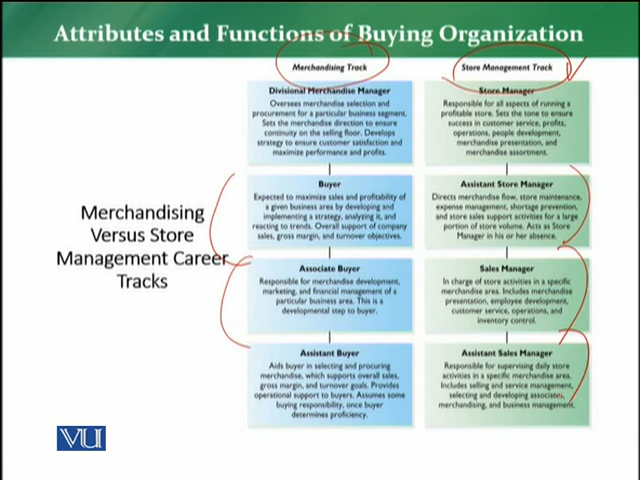 Attributes and Functions of Buying Organization
Merchandising Track
Divisional Merchandise Manager
Oversees merchandise selection and
procurement for a particular business segment.
Sets the merchandise direction to ensure
continuity on the selling floor. Develops
strategy to ensure customer satisfaction and
maximize performance and profits.
Buyer
Expected to maximize sales and profitability of
a given business area by developing and
implementing a strategy, analyzing it, and
reacting to trends. Overall support of company
sales, gross margin, and turnover objectives.
Associate Buyer
Responsible for merchandise development,
marketing, and financial management of a
particular business area. This is a
developmental step to buyer.
Assistant Buyer
Aids buyer in selecting and procuring
merchandise, which supports overall sales,
gross margin, and turnover goals. Provides
operational support to buyers. Assumes some
buying responsibility, once buyer
determines proficiency.
Store Management Track
Store Manager
Responsible for all aspects of running a
profitable store. Sets the tone to ensure
success in customer service, profits,
operations, people development,
merchandise presentation, and
merchandise assortment.
Assistant Store Manager
Directs merchandise flow, store maintenance,
expense management, shortage prevention,
and store sales support activities for a large
portion of store volume. Acts as Store
Manager in his or her absence.
Sales Manager
In charge of store activities in a specific
merchandise area. Includes merchandise
presentation, employee development,
customer service, operations, and
inventory control.
Assistant Sales Manager
Responsible for supervising daily store
activities in a specific merchandise area.
Includes selling and service management,
selecting and developing associates,
merchandising, and business management.
Merchandising
Versus Store
Management Career
Tracks
VU